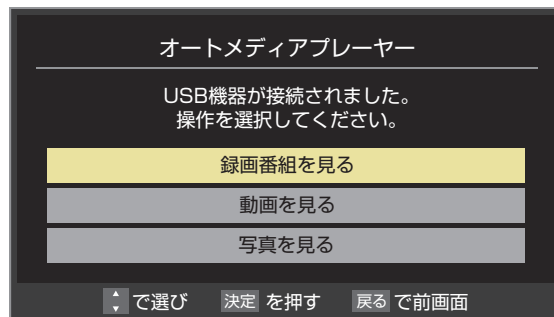 オートメディアプレーヤー
USB機器が接続されました。
操作を選択してください。
録画番組を見る
動画を見る
写真を見る
で選び 決定 を押す 戻る で前画面